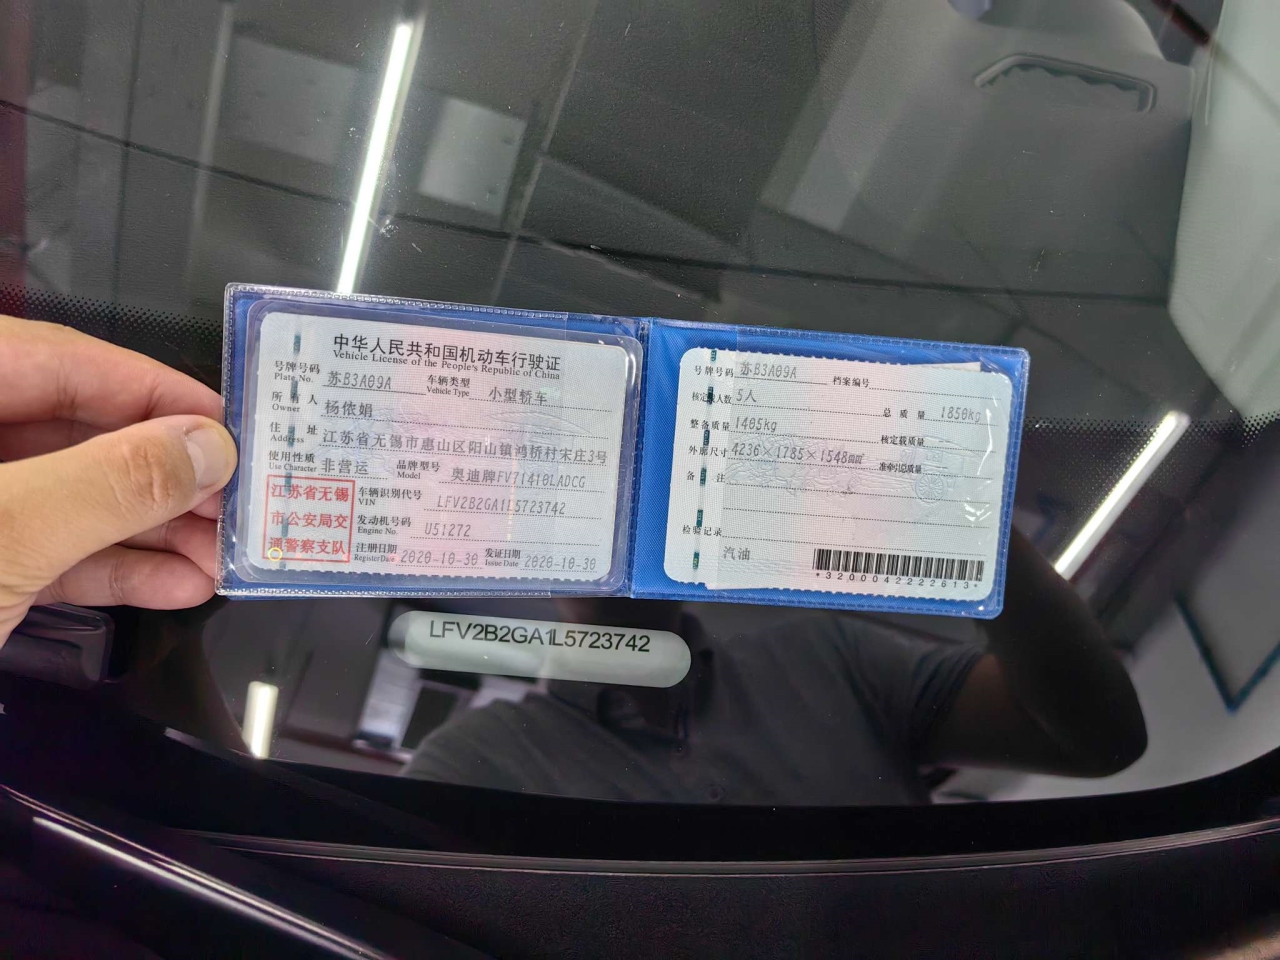 中华人民共和国机动车行驶证
Vehicle License of the People's Republic of China
号牌号码 苏B3A09A 车辆类型 小型轿车
Plate No. Vehicle Type
所有人 杨依娟
Owner
住址 江苏省无锡市惠山区阳山镇鸿桥村宋庄3号
Address
使用性质 非营运 品牌型号 奥迪牌FV7141OLADCG
Use Character Model
江苏省无锡
市公安局交
通警察支队
车辆识别代号 LFV2B2GA1L5723742
VIN
发动机号码 U51272
Engine No.
注册日期 2020-10-30 发证日期 2020-10-30
Register Date Issue Date
号牌号码 苏B3A09A 档案编号
核定载人数 5人 总质量 1850kg
整备质量 1405kg 核定载质量
外廓尺寸 4236×1785×1548mm 准牵引总质量
备注
检验记录
汽油
*3200042222613*
LFV2B2GA1L5723742